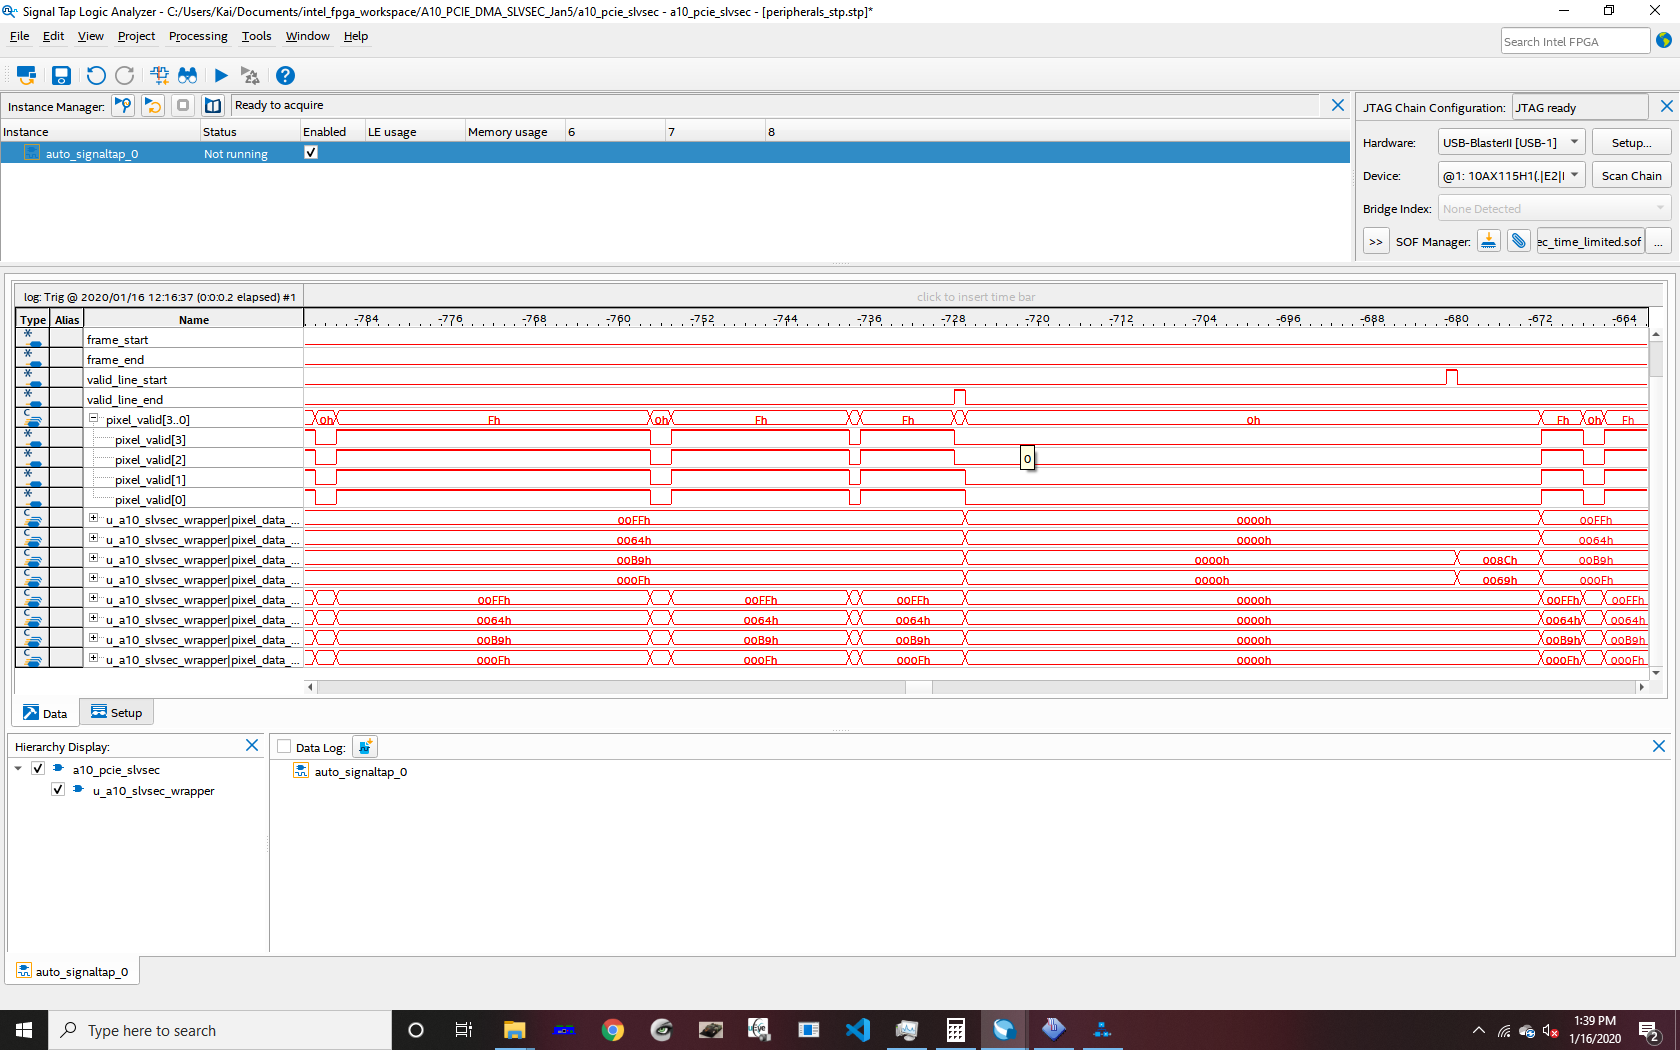 Signal Tap Logic Analyzer - C:/Users/Kai/Documents/intel_fpga_workspace/A10_PCIE_DMA_SLVSEC_Jan5/a10_pcie_slvsec - a10_pcie_slvsec - [peripherals_stp.stp]*
File Edit View Project Processing Tools Window Help
Search Intel FPGA
Instance Manager: Ready to acquire
Instance Status Enabled LE usage Memory usage 6 7 8
auto_signaltap_0 Not running
JTAG Chain Configuration: JTAG ready
Hardware: USB-BlasterII [USB-1] Setup...
Device: @1: 10AX115H1(.|E2|I Scan Chain
Bridge Index: None Detected
>> SOF Manager: ec_time_limited.sof ...
log: Trig @ 2020/01/16 12:16:37 (0:0:0.2 elapsed) #1 click to insert time bar
Type Alias Name -784 -776 -768 -760 -752 -744 -736 -728 -720 -712 -704 -696 -688 -680 -672 -664
frame_start
frame_end
valid_line_start
valid_line_end
pixel_valid[3..0] 0h Fh 0h Fh Fh 0h Fh 0h Fh
pixel_valid[3]
pixel_valid[2] 0
pixel_valid[1]
pixel_valid[0]
u_a10_slvsec_wrapper|pixel_data_... 00FFh 0000h 00FFh
u_a10_slvsec_wrapper|pixel_data_... 0064h 0000h 0064h
u_a10_slvsec_wrapper|pixel_data_... 00B9h 0000h 008Ch 00B9h
u_a10_slvsec_wrapper|pixel_data_... 000Fh 0000h 0069h 000Fh
u_a10_slvsec_wrapper|pixel_data_... 00FFh 00FFh 00FFh 0000h 00FFh 00FFh
u_a10_slvsec_wrapper|pixel_data_... 0064h 0064h 0064h 0000h 0064h 0064h
u_a10_slvsec_wrapper|pixel_data_... 00B9h 00B9h 00B9h 0000h 00B9h 00B9h
u_a10_slvsec_wrapper|pixel_data_... 000Fh 000Fh 000Fh 0000h 000Fh 000Fh
Data Setup
Hierarchy Display:
a10_pcie_slvsec
u_a10_slvsec_wrapper
Data Log:
auto_signaltap_0
auto_signaltap_0
Type here to search
1:39 PM
1/16/2020
2